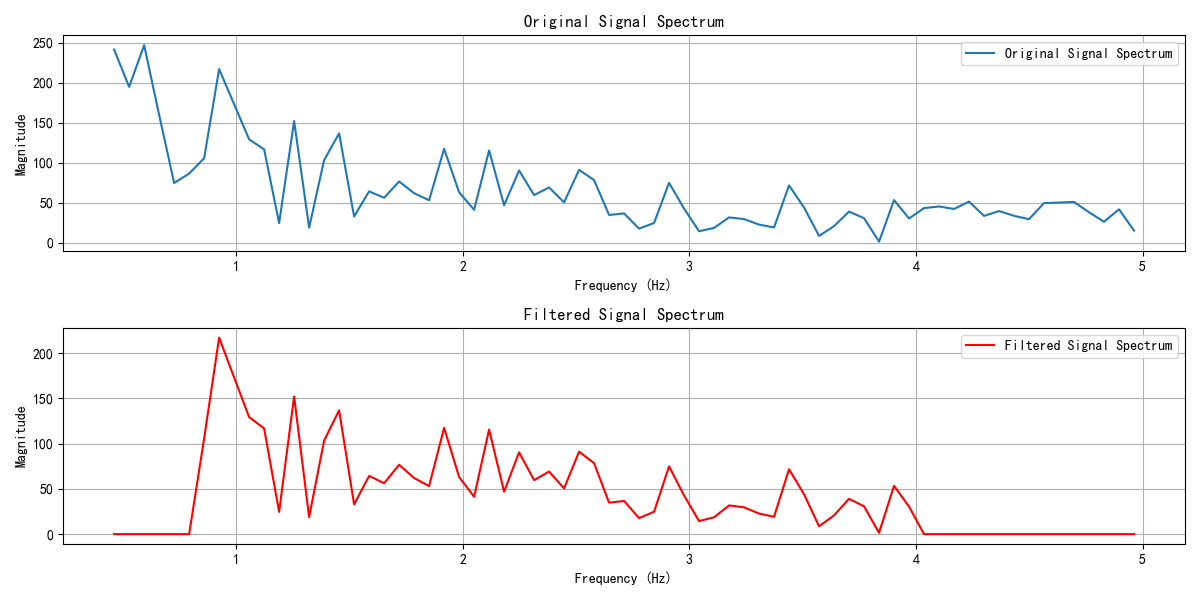 Original Signal Spectrum
250
200
150
100
50
0
Magnitude
Original Signal Spectrum
1
2
3
4
5
Frequency (Hz)
Filtered Signal Spectrum
200
150
100
50
0
Magnitude
Filtered Signal Spectrum
1
2
3
4
5
Frequency (Hz)